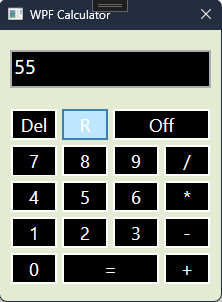 WPF Calculator
55
Del R Off
7 8 9 /
4 5 6 *
1 2 3 -
0 = +